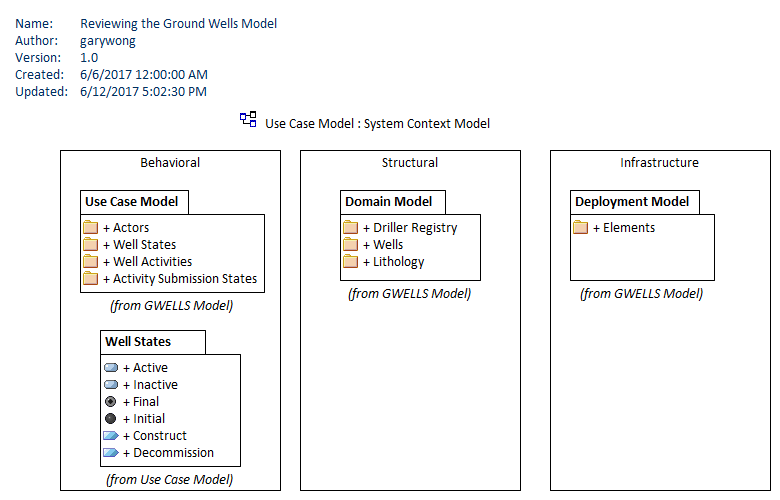 Name: Reviewing the Ground Wells Model
Author: garywong
Version: 1.0
Created: 6/6/2017 12:00:00 AM
Updated: 6/12/2017 5:02:30 PM
Use Case Model : System Context Model
Behavioral
Use Case Model
+ Actors
+ Well States
+ Well Activities
+ Activity Submission States
(from GWELLS Model)
Well States
+ Active
+ Inactive
+ Final
+ Initial
+ Construct
+ Decommission
(from Use Case Model)
Structural
Domain Model
+ Driller Registry
+ Wells
+ Lithology
(from GWELLS Model)
Infrastructure
Deployment Model
+ Elements
(from GWELLS Model)